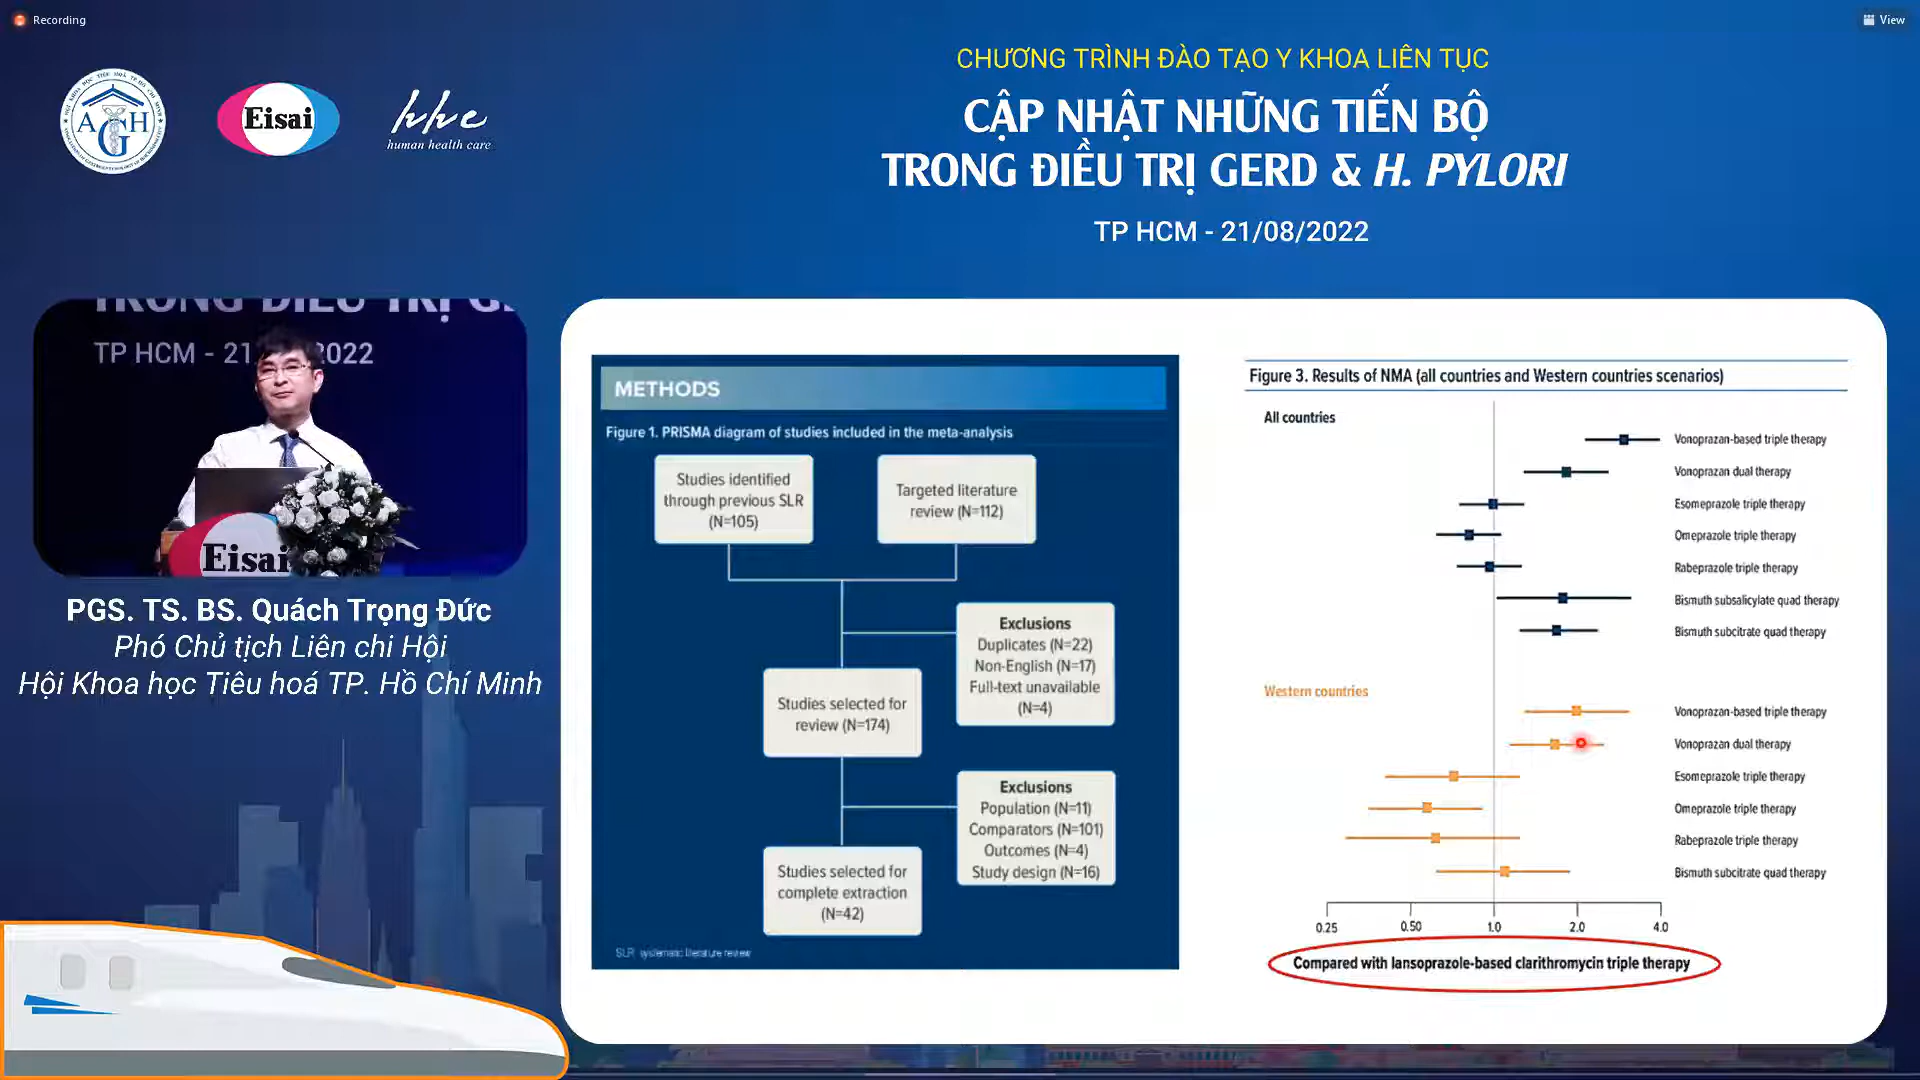 Recording
View
CHƯƠNG TRÌNH ĐÀO TẠO Y KHOA LIÊN TỤC
CẬP NHẬT NHỮNG TIẾN BỘ
TRONG ĐIỀU TRỊ GERD & H. PYLORI
TP HCM - 21/08/2022
AGH
Eisai
hhc
human health care
TRONG ĐIỀU TRỊ G
TP HCM - 21 2022
Eisai
PGS. TS. BS. Quách Trọng Đức
Phó Chủ tịch Liên chi Hội
Hội Khoa học Tiêu hoá TP. Hồ Chí Minh
METHODS
Figure 1. PRISMA diagram of studies included in the meta-analysis
Studies identified
through previous SLR
(N=105)
Targeted literature
review (N=112)
Exclusions
Duplicates (N=22)
Non-English (N=17)
Full-text unavailable
(N=4)
Studies selected for
review (N=174)
Exclusions
Population (N=11)
Comparators (N=101)
Outcomes (N=4)
Study design (N=16)
Studies selected for
complete extraction
(N=42)
SLR systematic literature review
Figure 3. Results of NMA (all countries and Western countries scenarios)
All countries
Vonoprazan-based triple therapy
Vonoprazan dual therapy
Esomeprazole triple therapy
Omeprazole triple therapy
Rabeprazole triple therapy
Bismuth subsalicylate quad therapy
Bismuth subcitrate quad therapy
Western countries
Vonoprazan-based triple therapy
Vonoprazan dual therapy
Esomeprazole triple therapy
Omeprazole triple therapy
Rabeprazole triple therapy
Bismuth subcitrate quad therapy
0.25 0.50 1.0 2.0 4.0
Compared with lansoprazole-based clarithromycin triple therapy